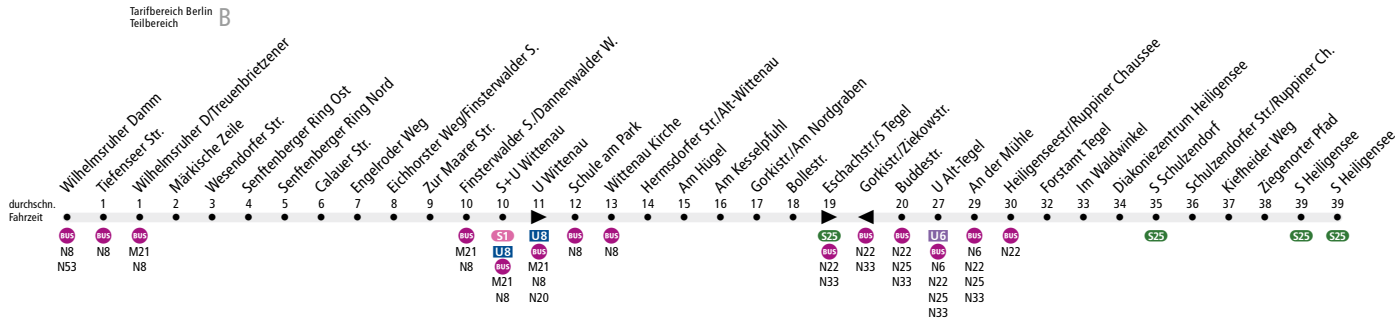 Tarifbereich Berlin B
Teilbereich
Wilhelmsruher Damm
Tiefenseer Str.
Wilhelmsruher D/Treuenbrietzener
Märkische Zeile
Wesendorfer Str.
Senftenberger Ring Ost
Senftenberger Ring Nord
Calauer Str.
Engelroder Weg
Eichhorster Weg/Finsterwalder S.
Zur Maarer Str.
Finsterwalder S./Dannenwalder W.
S+U Wittenau
U Wittenau
Schule am Park
Wittenau Kirche
Hermsdorfer Str./Alt-Wittenau
Am Hügel
Am Kesselpfuhl
Gorkistr./Am Nordgraben
Bollestr.
Eschachstr./S Tegel
Gorkistr./Ziekowstr.
Buddestr.
U Alt-Tegel
An der Mühle
Heiligenseestr/Ruppiner Chaussee
Forstamt Tegel
Im Waldwinkel
Diakoniezentrum Heiligensee
S Schulzendorf
Schulzendorfer Str./Ruppiner Ch.
Kiefheider Weg
Ziegenorter Pfad
S Heiligensee
S Heiligensee
durchschn. 1 1 2 3 4 5 6 7 8 9 10 10 11 12 13 14 15 16 17 18 19 20 27 29 30 32 33 34 35 36 37 38 39 39
Fahrzeit
BUS BUS BUS BUS S1 U8 BUS BUS S25 BUS BUS U6 BUS BUS S25 S25 S25
N8 N8 M21 M21 U8 BUS N8 N8 BUS N22 N22 BUS N6 N22
N53 N8 N8 BUS M21 N22 N33 N25 N6 N22
M21 N8 N33 N33 N22 N25
N8 N20 N25 N33
N33